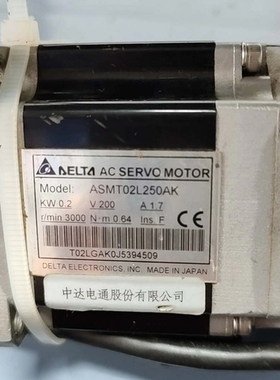 DELTA AC SERVO MOTOR
Model: ASMT02L250AK
KW 0.2 V 200 A 1.7
r/min 3000 N·m 0.64 Ins. F
T02LGAK0J5394509
DELTA ELECTRONICS, INC. MADE IN JAPAN
中达电通股份有限公司